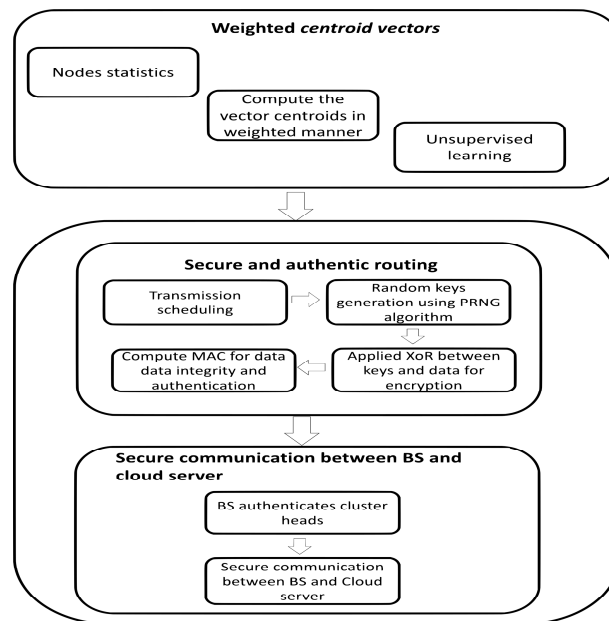 Weighted centroid vectors
Nodes statistics
Compute the
vector centroids in
weighted manner
Unsupervised
learning
Secure and authentic routing
Transmission
scheduling
Random keys
generation using PRNG
algorithm
Compute MAC for data
data integrity and
authentication
Applied XoR between
keys and data for
encryption
Secure communication between BS and
cloud server
BS authenticates cluster
heads
Secure communication
between BS and Cloud
server